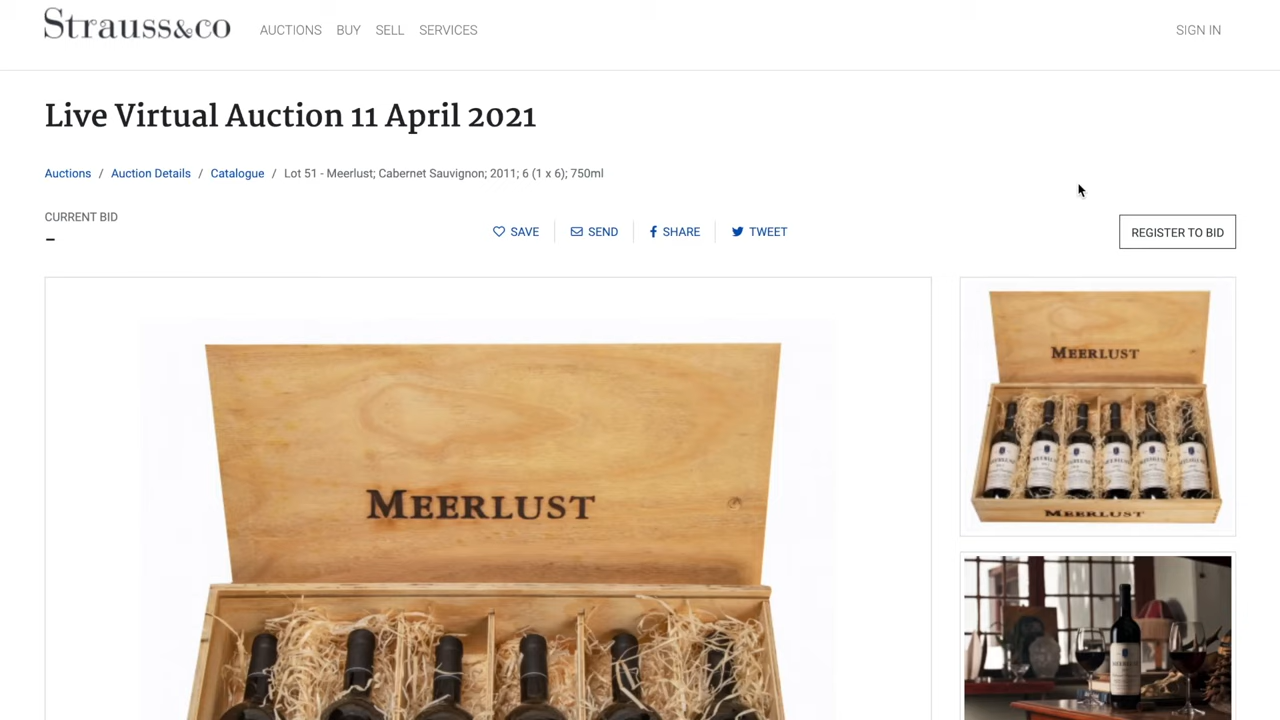 Strauss&co
AUCTIONS BUY SELL SERVICES
SIGN IN
Live Virtual Auction 11 April 2021
Auctions / Auction Details / Catalogue / Lot 51 - Meerlust; Cabernet Sauvignon; 2011; 6 (1 x 6); 750ml
CURRENT BID
–
SAVE
SEND
SHARE
TWEET
REGISTER TO BID
MEERLUST
MEERLUST
MEERLUST
MEERLUST